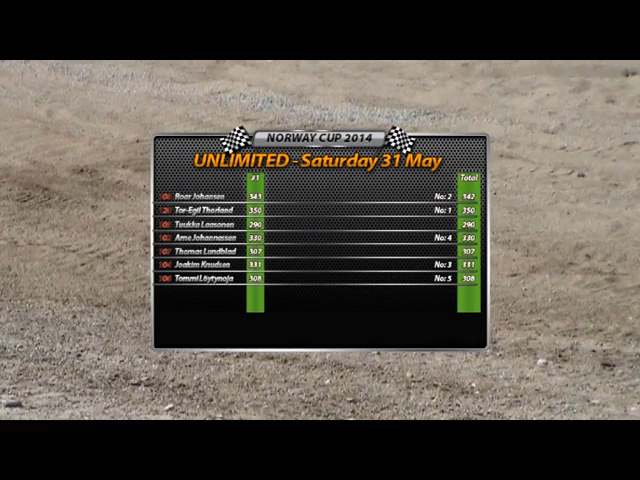 NORWAY CUP 2014
UNLIMITED - Saturday 31 May
#1 Total
Roar Johansen 343 No: 2 342
Tor-Egil Thorland 350 No: 1 350
Tuukka Laasonen 290 290
Arne Johannessen 330 No: 4 330
Thomas Lundblad 307 307
Joakim Knudsen 331 No: 3 331
Tommi Löytynoja 308 No: 5 308